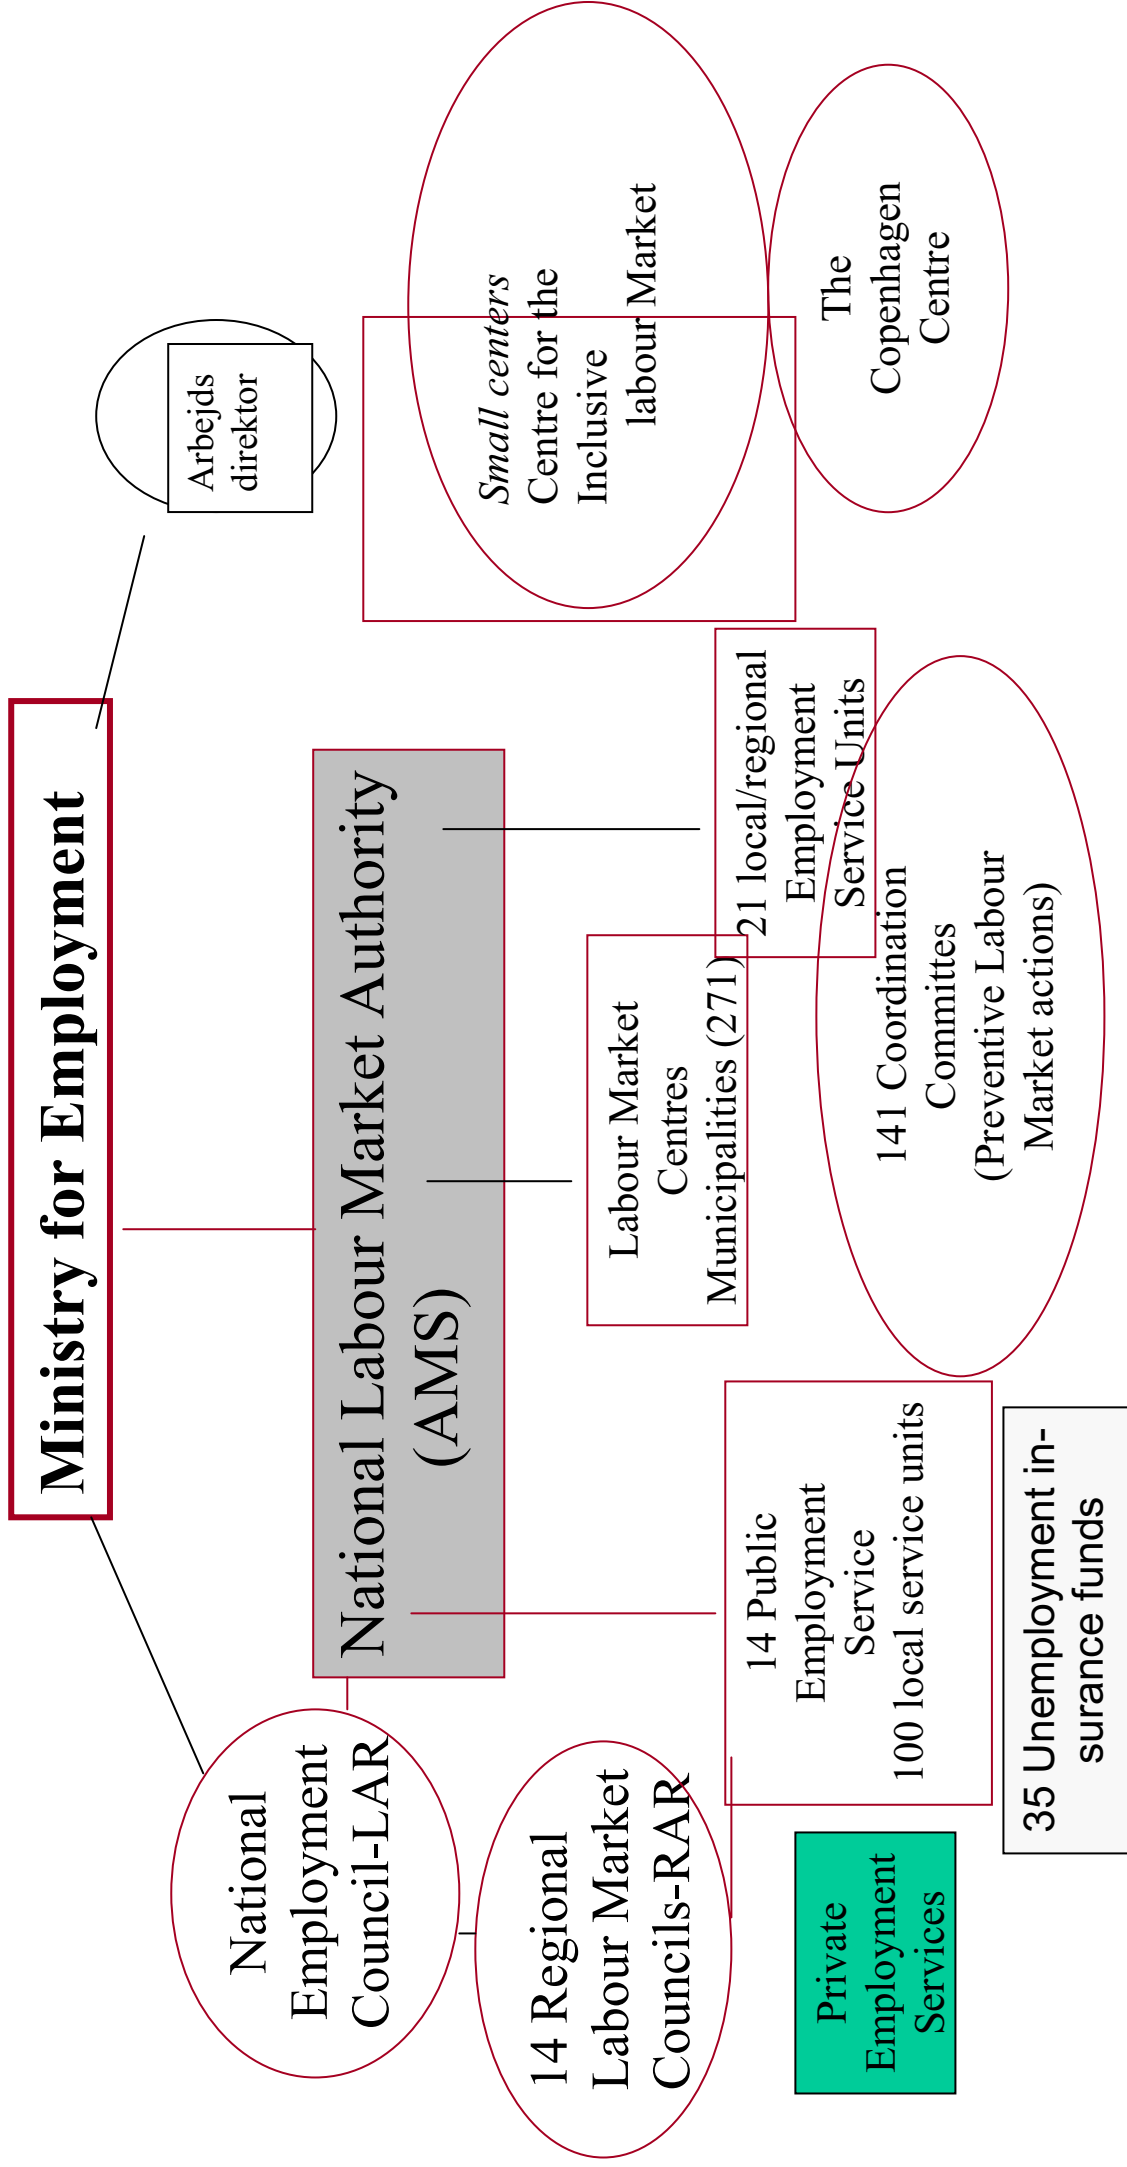 Ministry for Employment
Arbejds
direktor
National Labour Market Authority
(AMS)
National
Employment
Council-LAR
14 Regional
Labour Market
Councils-RAR
Private
Employment
Services
14 Public
Employment
Service
100 local service units
35 Unemployment in-
surance funds
Labour Market
Centres
Municipalities (271)
21 local/regional
Employment
Service Units
141 Coordination
Committes
(Preventive Labour
Market actions)
Small centers
Centre for the
Inclusive
labour Market
The
Copenhagen
Centre